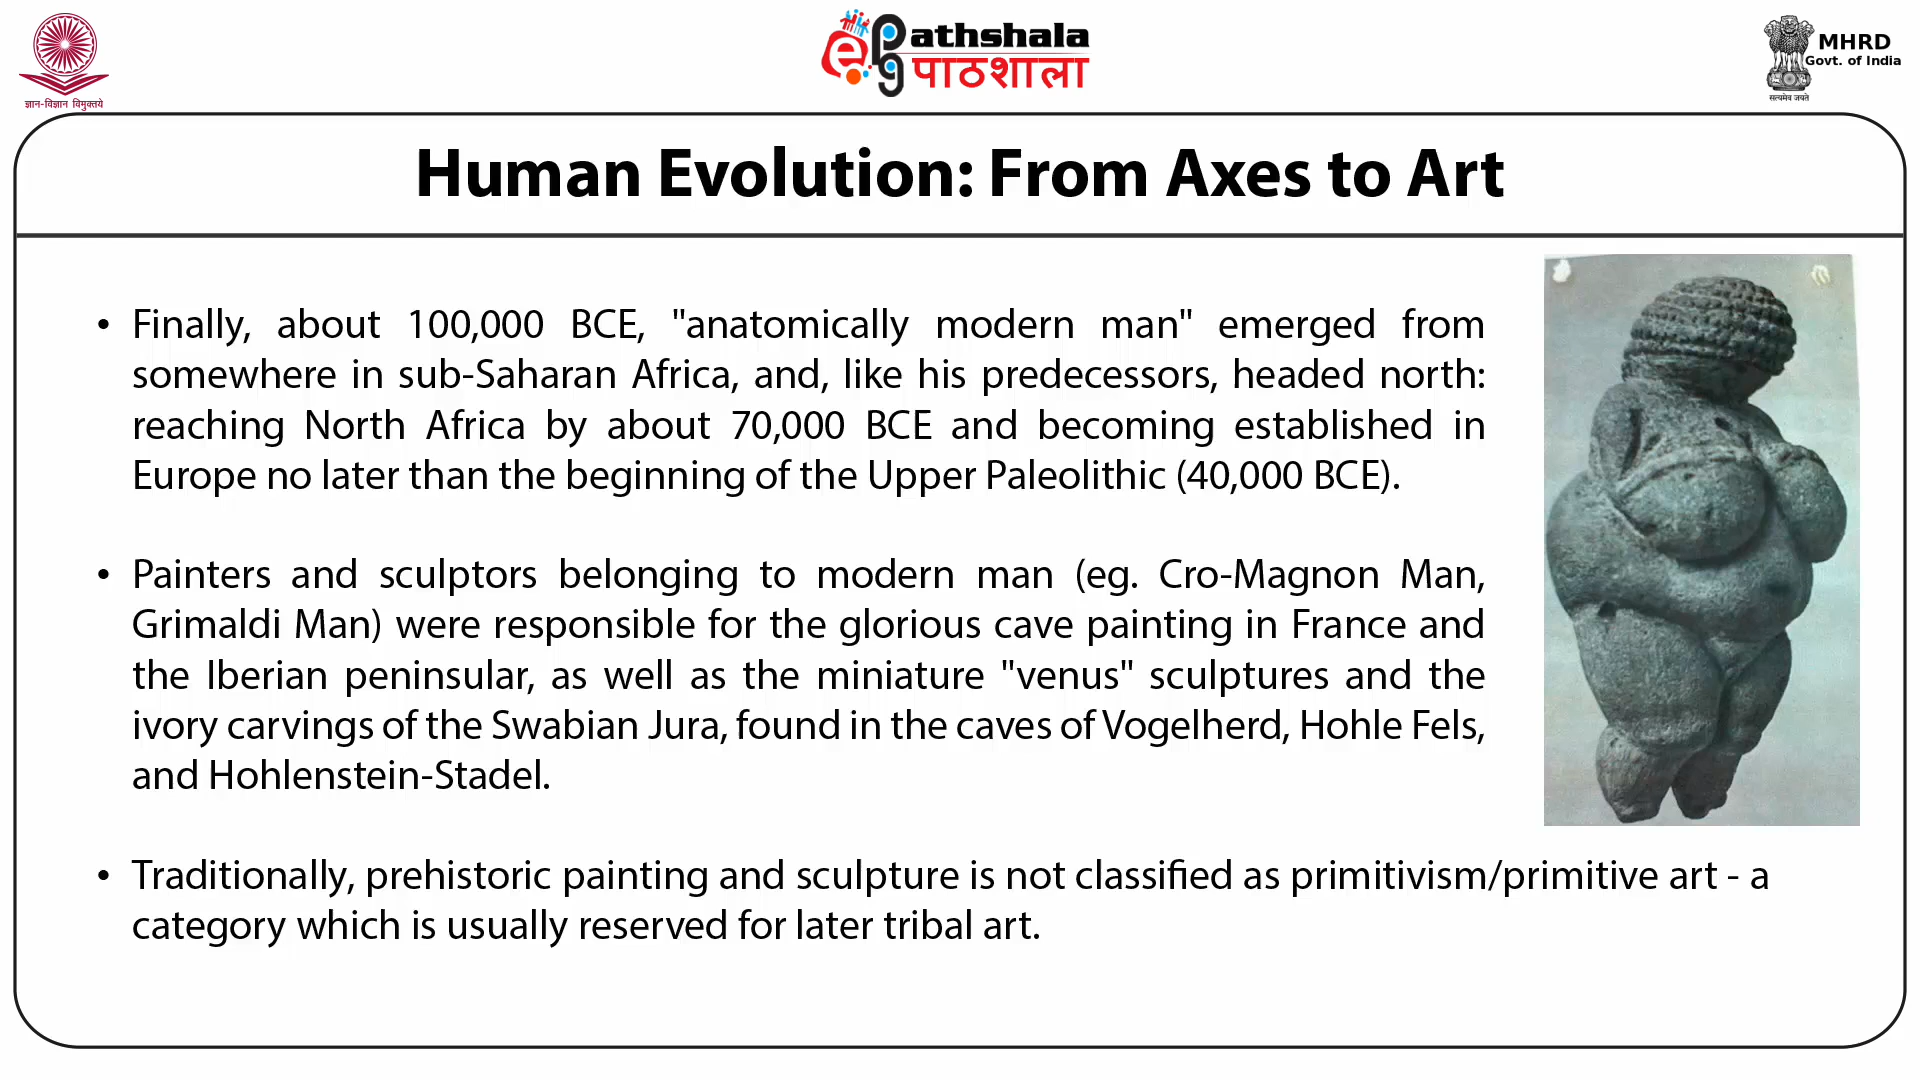 ज्ञान-विज्ञान विमुक्तये
e Pathshala
पाठशाला
MHRD
Govt. of India
सत्यमेव जयते
Human Evolution: From Axes to Art
• Finally, about 100,000 BCE, "anatomically modern man" emerged from
somewhere in sub-Saharan Africa, and, like his predecessors, headed north:
reaching North Africa by about 70,000 BCE and becoming established in
Europe no later than the beginning of the Upper Paleolithic (40,000 BCE).
• Painters and sculptors belonging to modern man (eg. Cro-Magnon Man,
Grimaldi Man) were responsible for the glorious cave painting in France and
the Iberian peninsular, as well as the miniature "venus" sculptures and the
ivory carvings of the Swabian Jura, found in the caves of Vogelherd, Hohle Fels,
and Hohlenstein-Stadel.
• Traditionally, prehistoric painting and sculpture is not classified as primitivism/primitive art - a
category which is usually reserved for later tribal art.